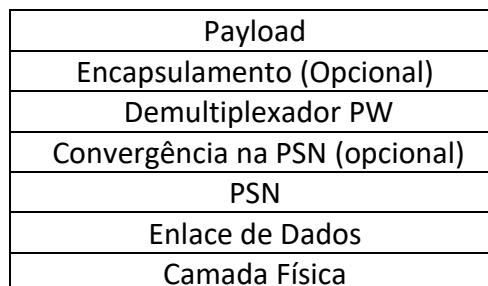 Payload
Encapsulamento (Opcional)
Demultiplexador PW
Convergência na PSN (opcional)
PSN
Enlace de Dados
Camada Física